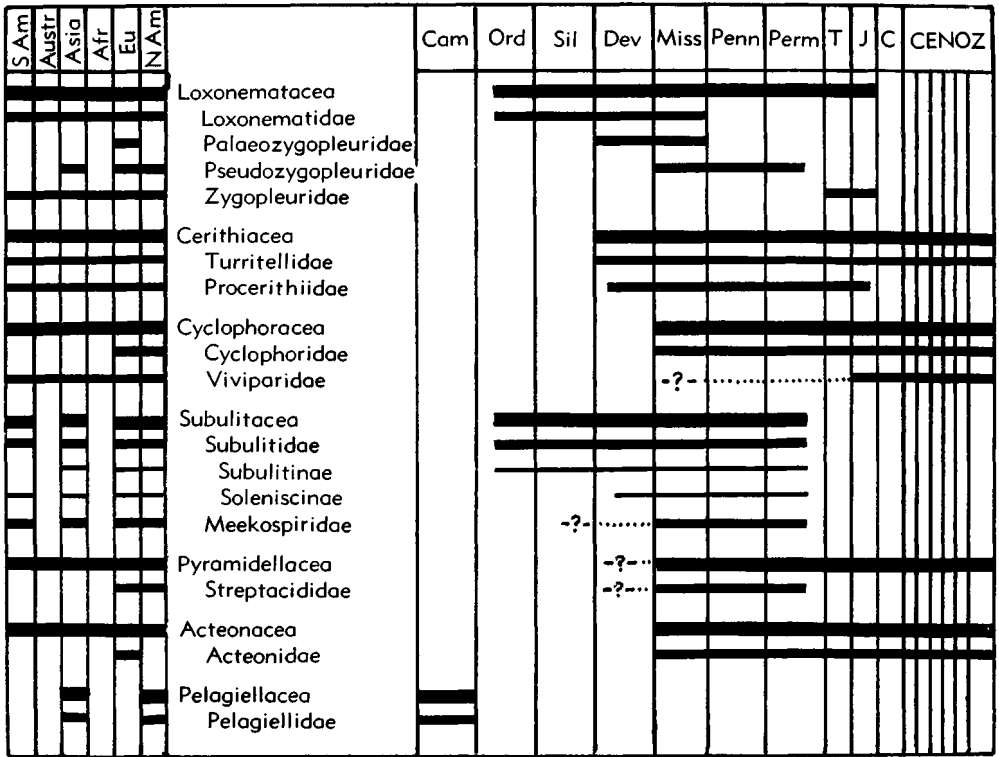 S Am Austr Asia Afr Eu N Am Cam Ord Sil Dev Miss Penn Perm T J C CENOZ
Loxonematacea
Loxonematidae
Palaeozygopleuridae
Pseudozygopleuridae
Zygopleuridae
Cerithiacea
Turritellidae
Procerithiidae
Cyclophoracea
Cyclophoridae
Viviparidae -?-
Subulitacea
Subulitidae
Subulitinae
Soleniscinae
Meekospiridae -?-
Pyramidellacea -?-
Streptacididae -?-
Acteonacea
Acteonidae
Pelagiellacea
Pelagiellidae